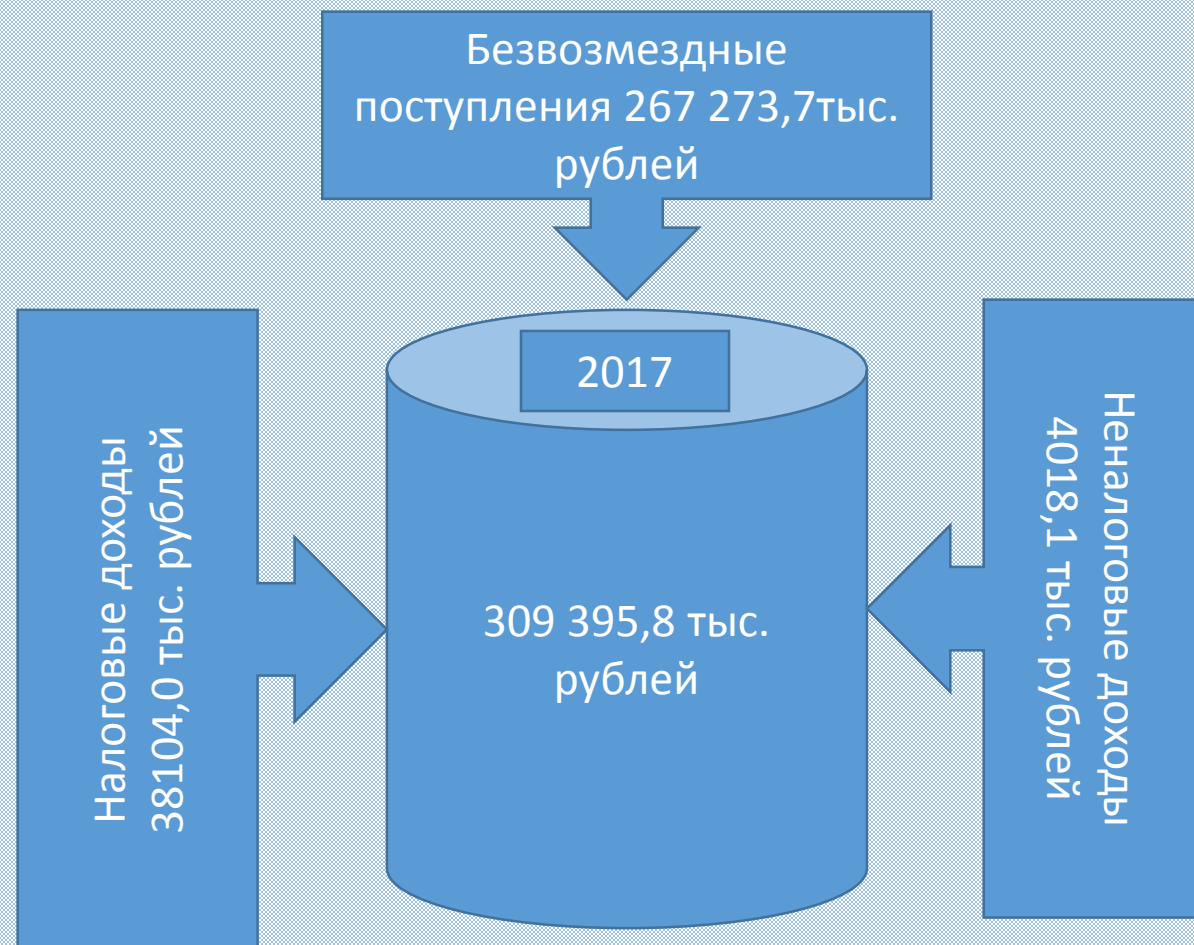 Безвозмездные
поступления 267 273,7тыс.
рублей
2017
Налоговые доходы
38104,0 тыс. рублей
309 395,8 тыс.
рублей
Неналоговые доходы
4018,1 тыс. рублей